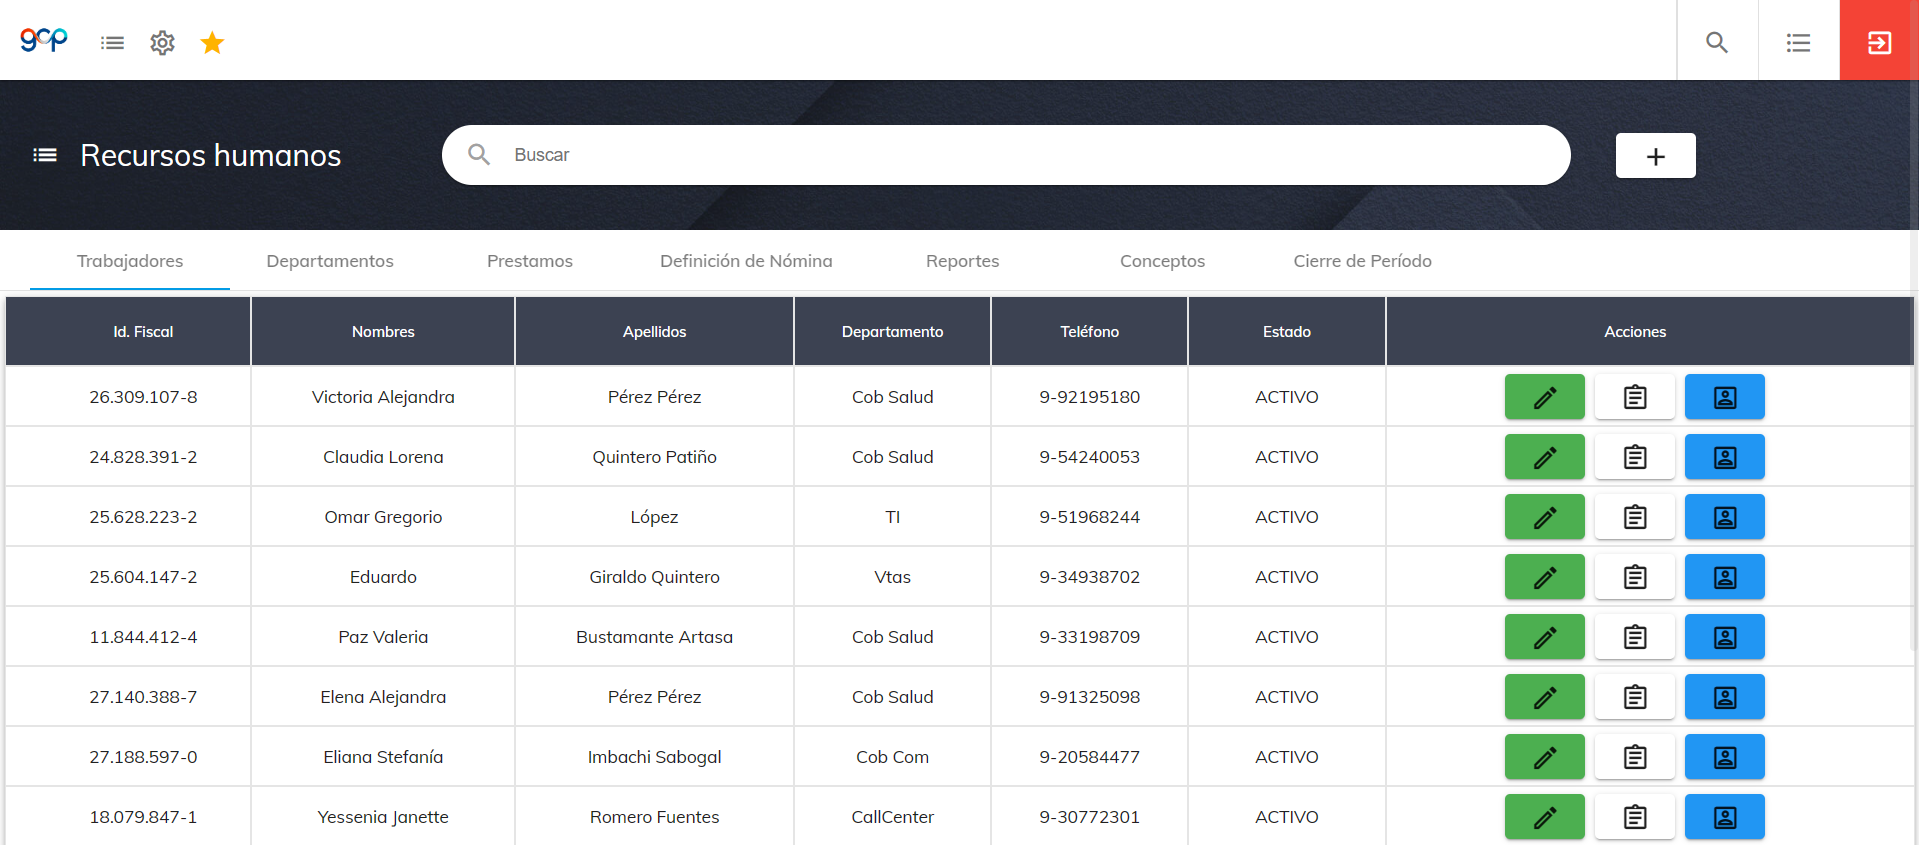 gcp
Recursos humanos
Buscar
Trabajadores Departamentos Prestamos Definición de Nómina Reportes Conceptos Cierre de Período
Id. Fiscal Nombres Apellidos Departamento Teléfono Estado Acciones
26.309.107-8 Victoria Alejandra Pérez Pérez Cob Salud 9-92195180 ACTIVO
24.828.391-2 Claudia Lorena Quintero Patiño Cob Salud 9-54240053 ACTIVO
25.628.223-2 Omar Gregorio López TI 9-51968244 ACTIVO
25.604.147-2 Eduardo Giraldo Quintero Vtas 9-34938702 ACTIVO
11.844.412-4 Paz Valeria Bustamante Artasa Cob Salud 9-33198709 ACTIVO
27.140.388-7 Elena Alejandra Pérez Pérez Cob Salud 9-91325098 ACTIVO
27.188.597-0 Eliana Stefanía Imbachi Sabogal Cob Com 9-20584477 ACTIVO
18.079.847-1 Yessenia Janette Romero Fuentes CallCenter 9-30772301 ACTIVO